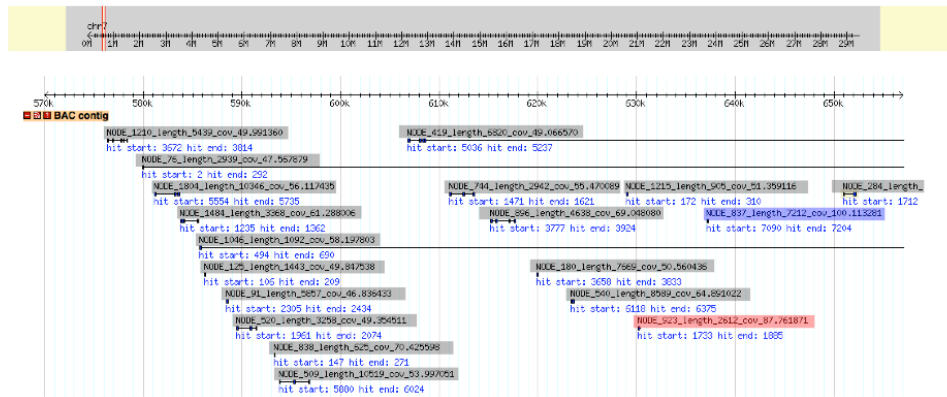 chr7
0M 1M 2M 3M 4M 5M 6M 7M 8M 9M 10M 11M 12M 13M 14M 15M 16M 17M 18M 19M 20M 21M 22M 23M 24M 25M 26M 27M 28M 29M
570k 580k 590k 600k 610k 620k 630k 640k 650k
BAC contig
NODE_1210_length_5439_cov_49.991360 NODE_419_length_6820_cov_49.066570
hit start: 3672 hit end: 3814 hit start: 5036 hit end: 5237
NODE_76_length_2939_cov_47.567879
hit start: 2 hit end: 292
NODE_1804_length_10346_cov_56.117435 NODE_744_length_2942_cov_55.470089 NODE_1215_length_905_cov_51.359116 NODE_284_length_
hit start: 5554 hit end: 5735 hit start: 1471 hit end: 1621 hit start: 172 hit end: 310 hit start: 1712
NODE_1484_length_3368_cov_61.288006 NODE_896_length_4638_cov_69.048080 NODE_837_length_7212_cov_100.113281
hit start: 1235 hit end: 1362 hit start: 3777 hit end: 3924 hit start: 7090 hit end: 7204
NODE_1046_length_1092_cov_58.197803
hit start: 494 hit end: 690
NODE_125_length_1443_cov_49.847538 NODE_180_length_7669_cov_50.560436
hit start: 106 hit end: 209 hit start: 3658 hit end: 3833
NODE_91_length_5857_cov_46.836433 NODE_540_length_8589_cov_64.891022
hit start: 2305 hit end: 2434 hit start: 6118 hit end: 6375
NODE_520_length_3258_cov_49.354511 NODE_923_length_2612_cov_87.761871
hit start: 1961 hit end: 2074 hit start: 1733 hit end: 1885
NODE_838_length_625_cov_70.425598
hit start: 147 hit end: 271
NODE_509_length_10519_cov_53.997051
hit start: 5880 hit end: 6024